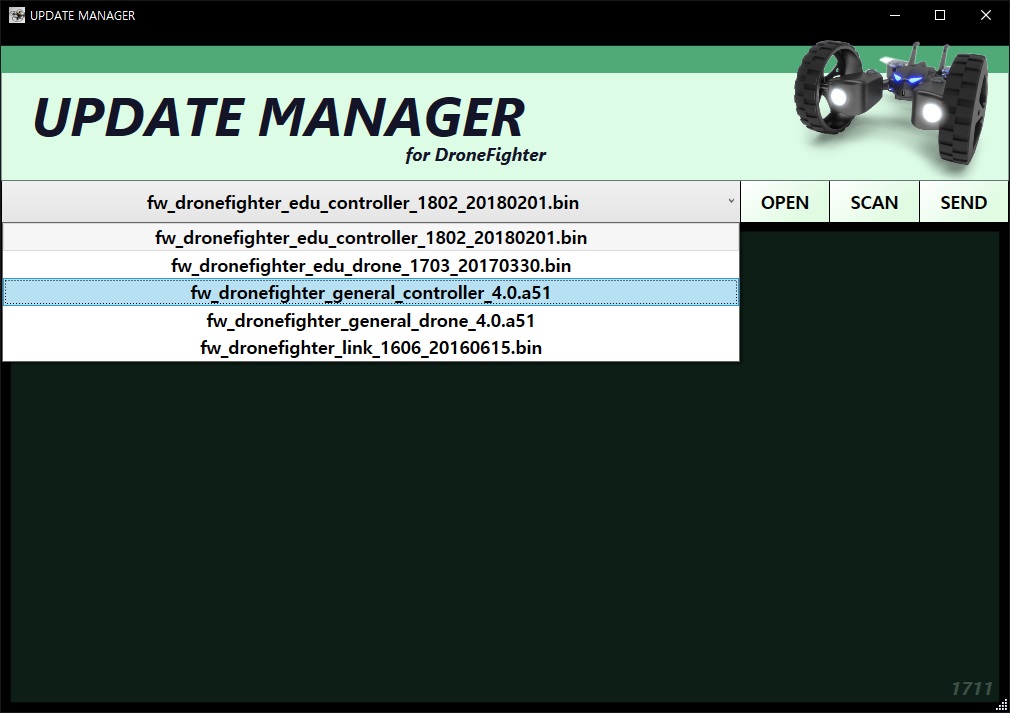 UPDATE MANAGER
UPDATE MANAGER
for DroneFighter
fw_dronefighter_edu_controller_1802_20180201.bin
OPEN
SCAN
SEND
fw_dronefighter_edu_controller_1802_20180201.bin
fw_dronefighter_edu_drone_1703_20170330.bin
fw_dronefighter_general_controller_4.0.a51
fw_dronefighter_general_drone_4.0.a51
fw_dronefighter_link_1606_20160615.bin
1711